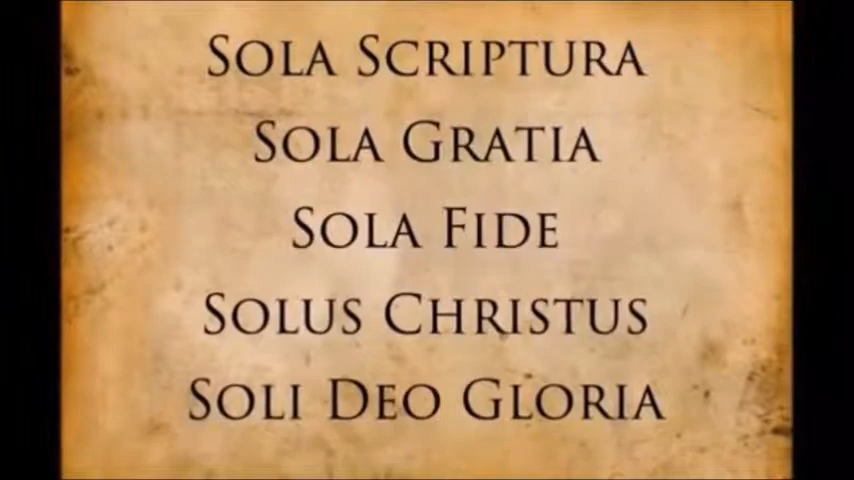 Sola Scriptura
Sola Gratia
Sola Fide
Solus Christus
Soli Deo Gloria